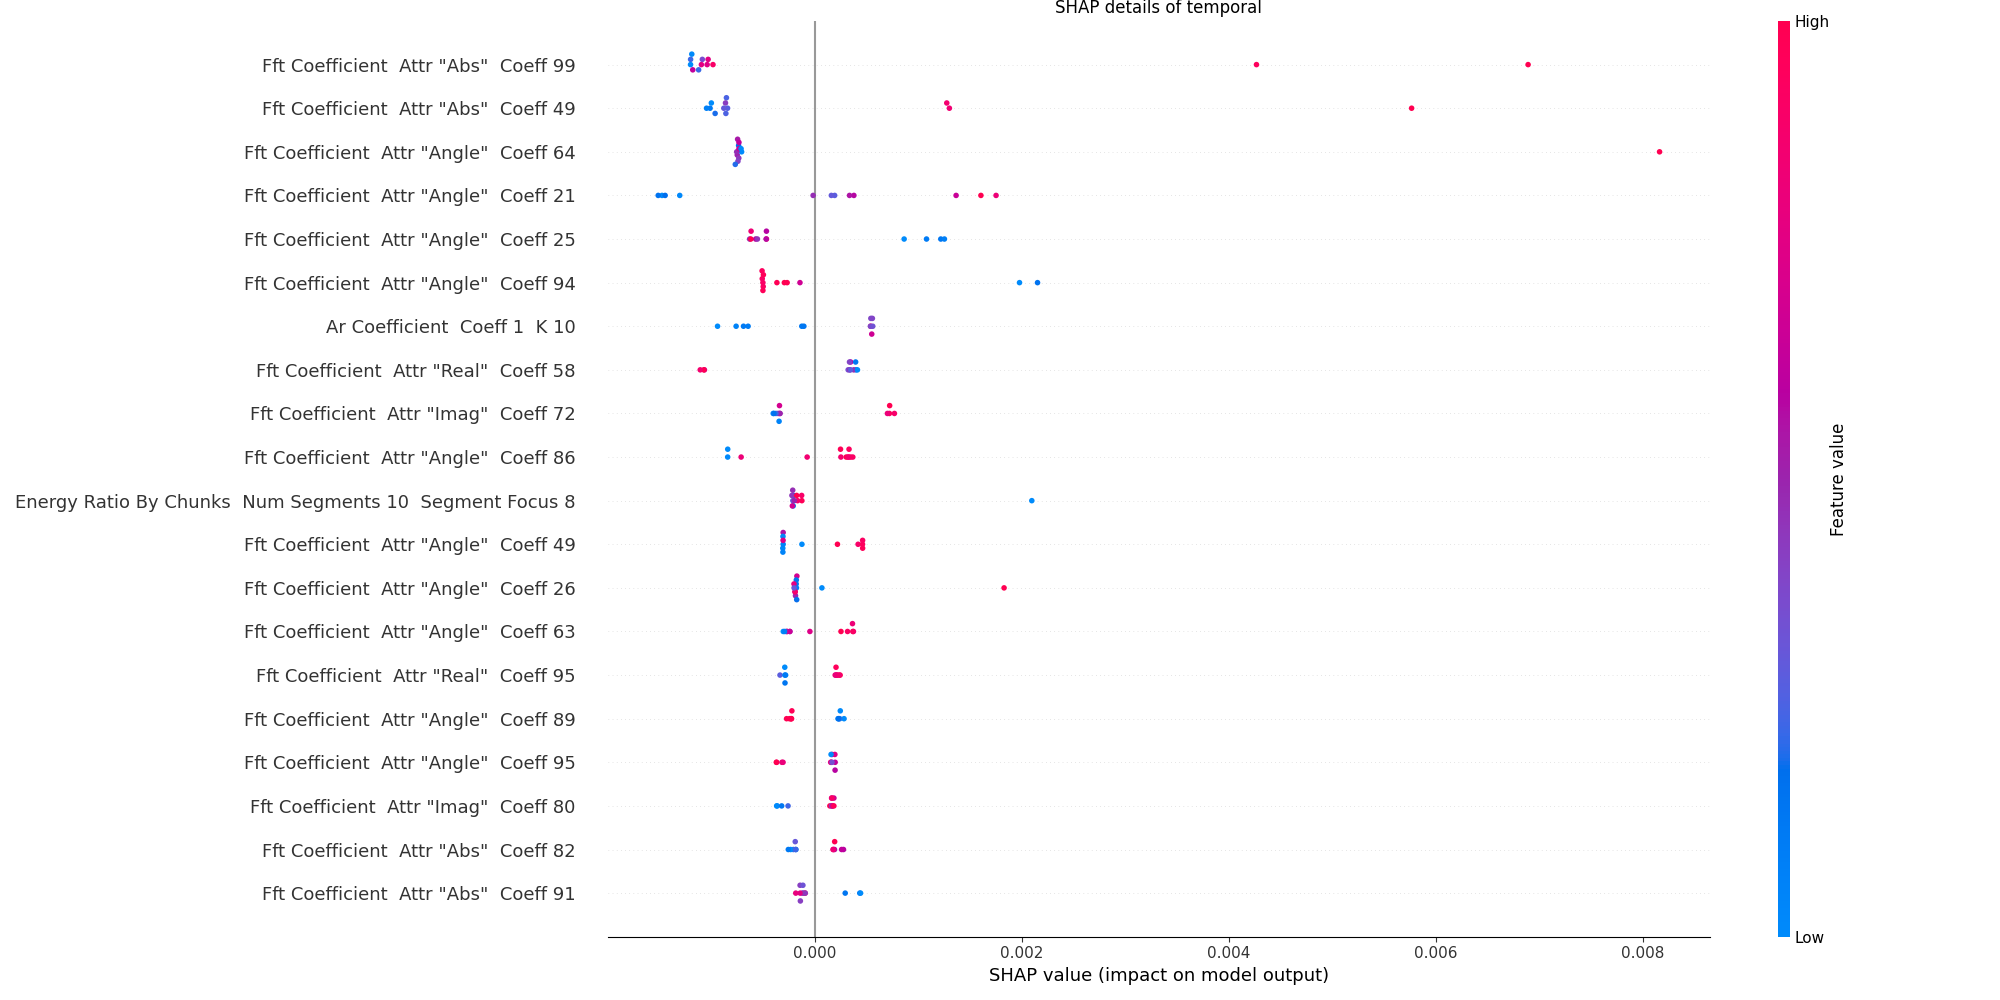 SHAP details of temporal
High
Fft Coefficient  Attr "Abs"  Coeff 99
Fft Coefficient  Attr "Abs"  Coeff 49
Fft Coefficient  Attr "Angle"  Coeff 64
Fft Coefficient  Attr "Angle"  Coeff 21
Fft Coefficient  Attr "Angle"  Coeff 25
Fft Coefficient  Attr "Angle"  Coeff 94
Ar Coefficient  Coeff 1  K 10
Fft Coefficient  Attr "Real"  Coeff 58
Fft Coefficient  Attr "Imag"  Coeff 72
Fft Coefficient  Attr "Angle"  Coeff 86
Energy Ratio By Chunks  Num Segments 10  Segment Focus 8
Fft Coefficient  Attr "Angle"  Coeff 49
Fft Coefficient  Attr "Angle"  Coeff 26
Fft Coefficient  Attr "Angle"  Coeff 63
Fft Coefficient  Attr "Real"  Coeff 95
Fft Coefficient  Attr "Angle"  Coeff 89
Fft Coefficient  Attr "Angle"  Coeff 95
Fft Coefficient  Attr "Imag"  Coeff 80
Fft Coefficient  Attr "Abs"  Coeff 82
Fft Coefficient  Attr "Abs"  Coeff 91
Feature value
Low
0.000 0.002 0.004 0.006 0.008
SHAP value (impact on model output)